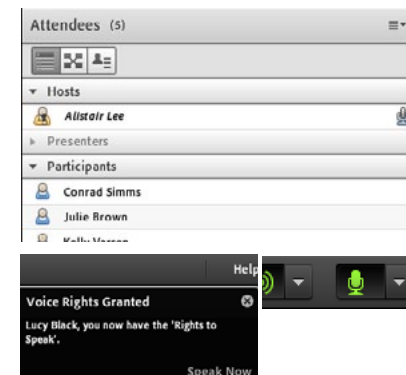 Attendees (5)
Hosts
Alistair Lee
Presenters
Participants
Conrad Simms
Julie Brown
Kelly
Help
Voice Rights Granted
Lucy Black, you now have the 'Rights to
Speak'.
Speak Now